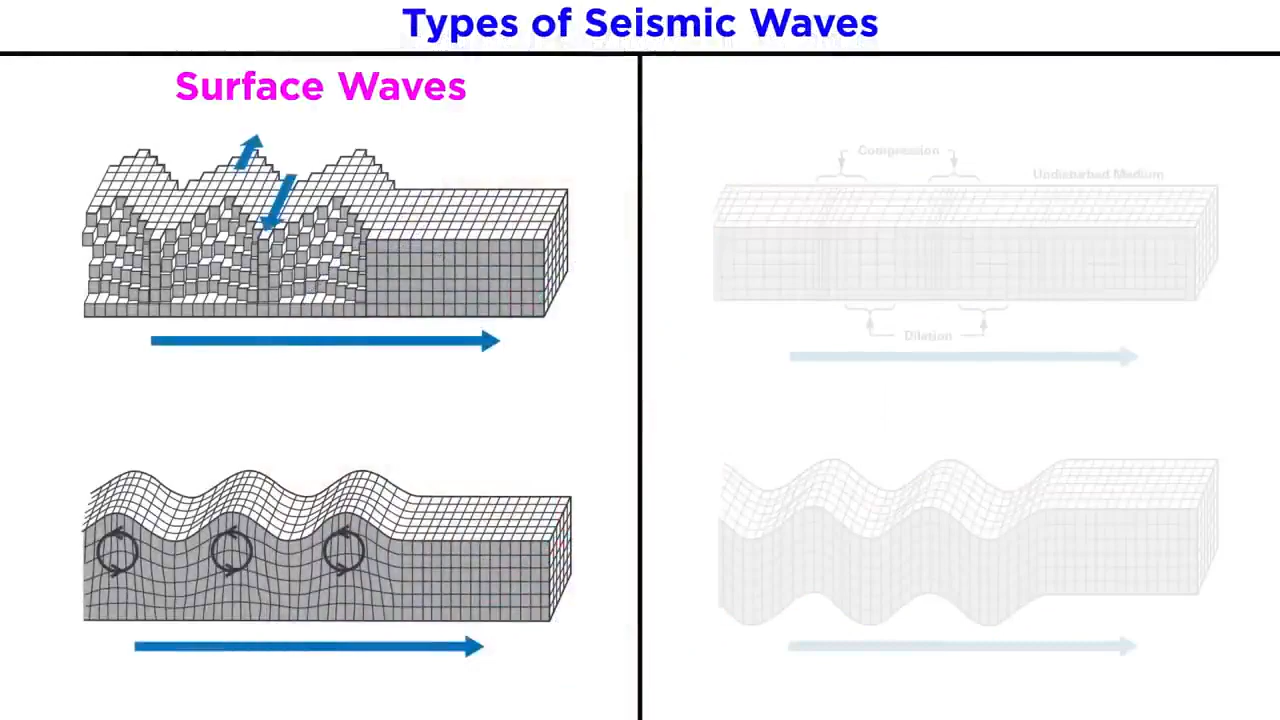 Types of Seismic Waves
Surface Waves
Compression
Undisturbed Medium
Dilation